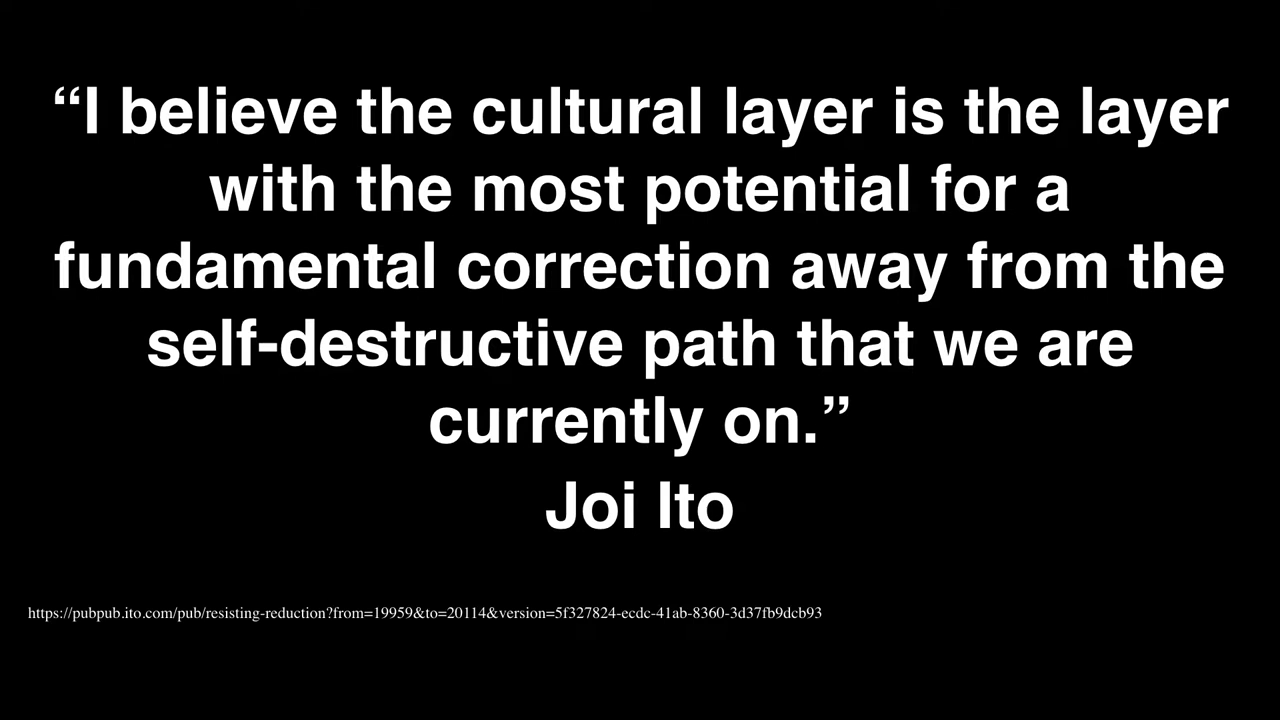 “I believe the cultural layer is the layer
with the most potential for a
fundamental correction away from the
self-destructive path that we are
currently on.”
Joi Ito
https://pubpub.ito.com/pub/resisting-reduction?from=19959&to=20114&version=5f327824-ecdc-41ab-8360-3d37fb9dcb93